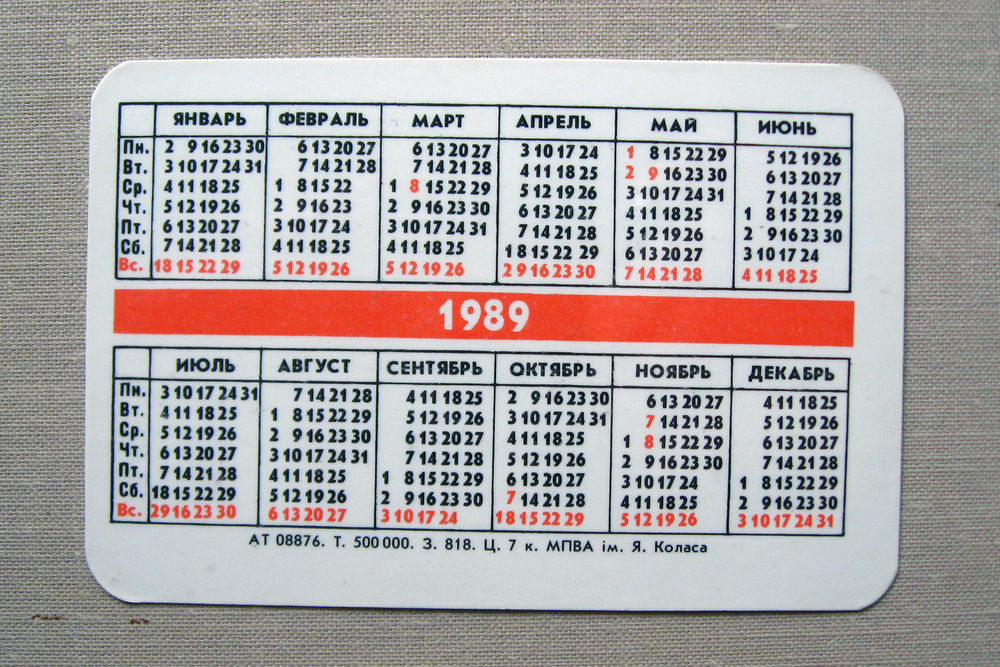 ЯНВАРЬ ФЕВРАЛЬ МАРТ АПРЕЛЬ МАЙ ИЮНЬ
Пн. 2 9 16 23 30 6 13 20 27 6 13 20 27 3 10 17 24 1 8 15 22 29 5 12 19 26
Вт. 3 10 17 24 31 7 14 21 28 7 14 21 28 4 11 18 25 2 9 16 23 30 6 13 20 27
Ср. 4 11 18 25 1 8 15 22 1 8 15 22 29 5 12 19 26 3 10 17 24 31 7 14 21 28
Чт. 5 12 19 26 2 9 16 23 2 9 16 23 30 6 13 20 27 4 11 18 25 1 8 15 22 29
Пт. 6 13 20 27 3 10 17 24 3 10 17 24 31 7 14 21 28 5 12 19 26 2 9 16 23 30
Сб. 7 14 21 28 4 11 18 25 4 11 18 25 1 8 15 22 29 6 13 20 27 3 10 17 24
Вс. 1 8 15 22 29 5 12 19 26 5 12 19 26 2 9 16 23 30 7 14 21 28 4 11 18 25
1989
ИЮЛЬ АВГУСТ СЕНТЯБРЬ ОКТЯБРЬ НОЯБРЬ ДЕКАБРЬ
Пн. 3 10 17 24 31 7 14 21 28 4 11 18 25 2 9 16 23 30 6 13 20 27 4 11 18 25
Вт. 4 11 18 25 1 8 15 22 29 5 12 19 26 3 10 17 24 31 7 14 21 28 5 12 19 26
Ср. 5 12 19 26 2 9 16 23 30 6 13 20 27 4 11 18 25 1 8 15 22 29 6 13 20 27
Чт. 6 13 20 27 3 10 17 24 31 7 14 21 28 5 12 19 26 2 9 16 23 30 7 14 21 28
Пт. 7 14 21 28 4 11 18 25 1 8 15 22 29 6 13 20 27 3 10 17 24 1 8 15 22 29
Сб. 1 8 15 22 29 5 12 19 26 2 9 16 23 30 7 14 21 28 4 11 18 25 2 9 16 23 30
Вс. 2 9 16 23 30 6 13 20 27 3 10 17 24 1 8 15 22 29 5 12 19 26 3 10 17 24 31
АТ 08876. Т. 500 000. З. 818. Ц. 7 к. МПВА ім. Я. Коласа